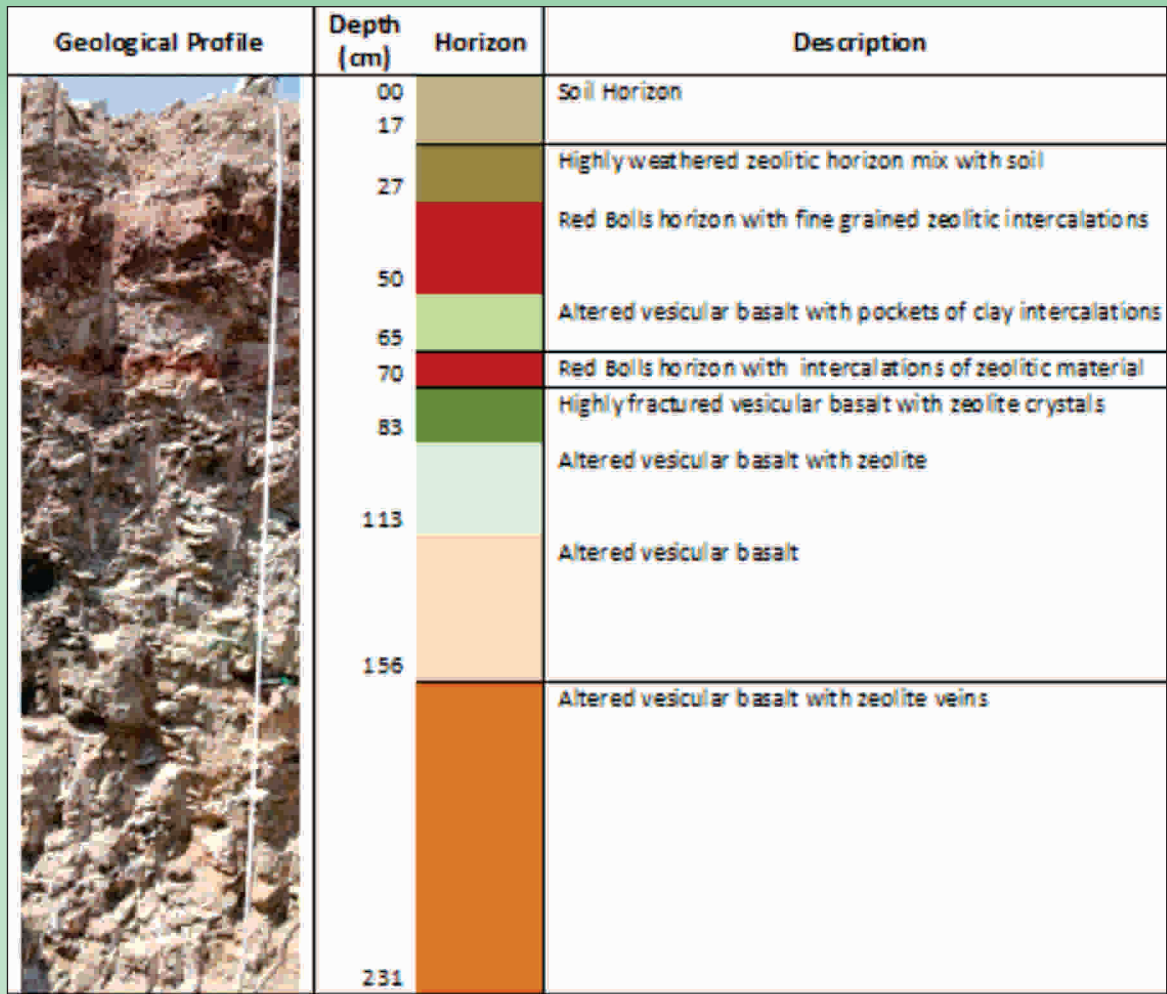 Geological Profile
Depth
(cm)
Horizon
Description
00
Soil Horizon
17
Highly weathered zeolitic horizon mix with soil
27
Red Bolls horizon with fine grained zeolitic intercalations
50
Altered vesicular basalt with pockets of clay intercalations
65
Red Bolls horizon with intercalations of zeolitic material
70
Highly fractured vesicular basalt with zeolite crystals
83
Altered vesicular basalt with zeolite
113
Altered vesicular basalt
156
Altered vesicular basalt with zeolite veins
231